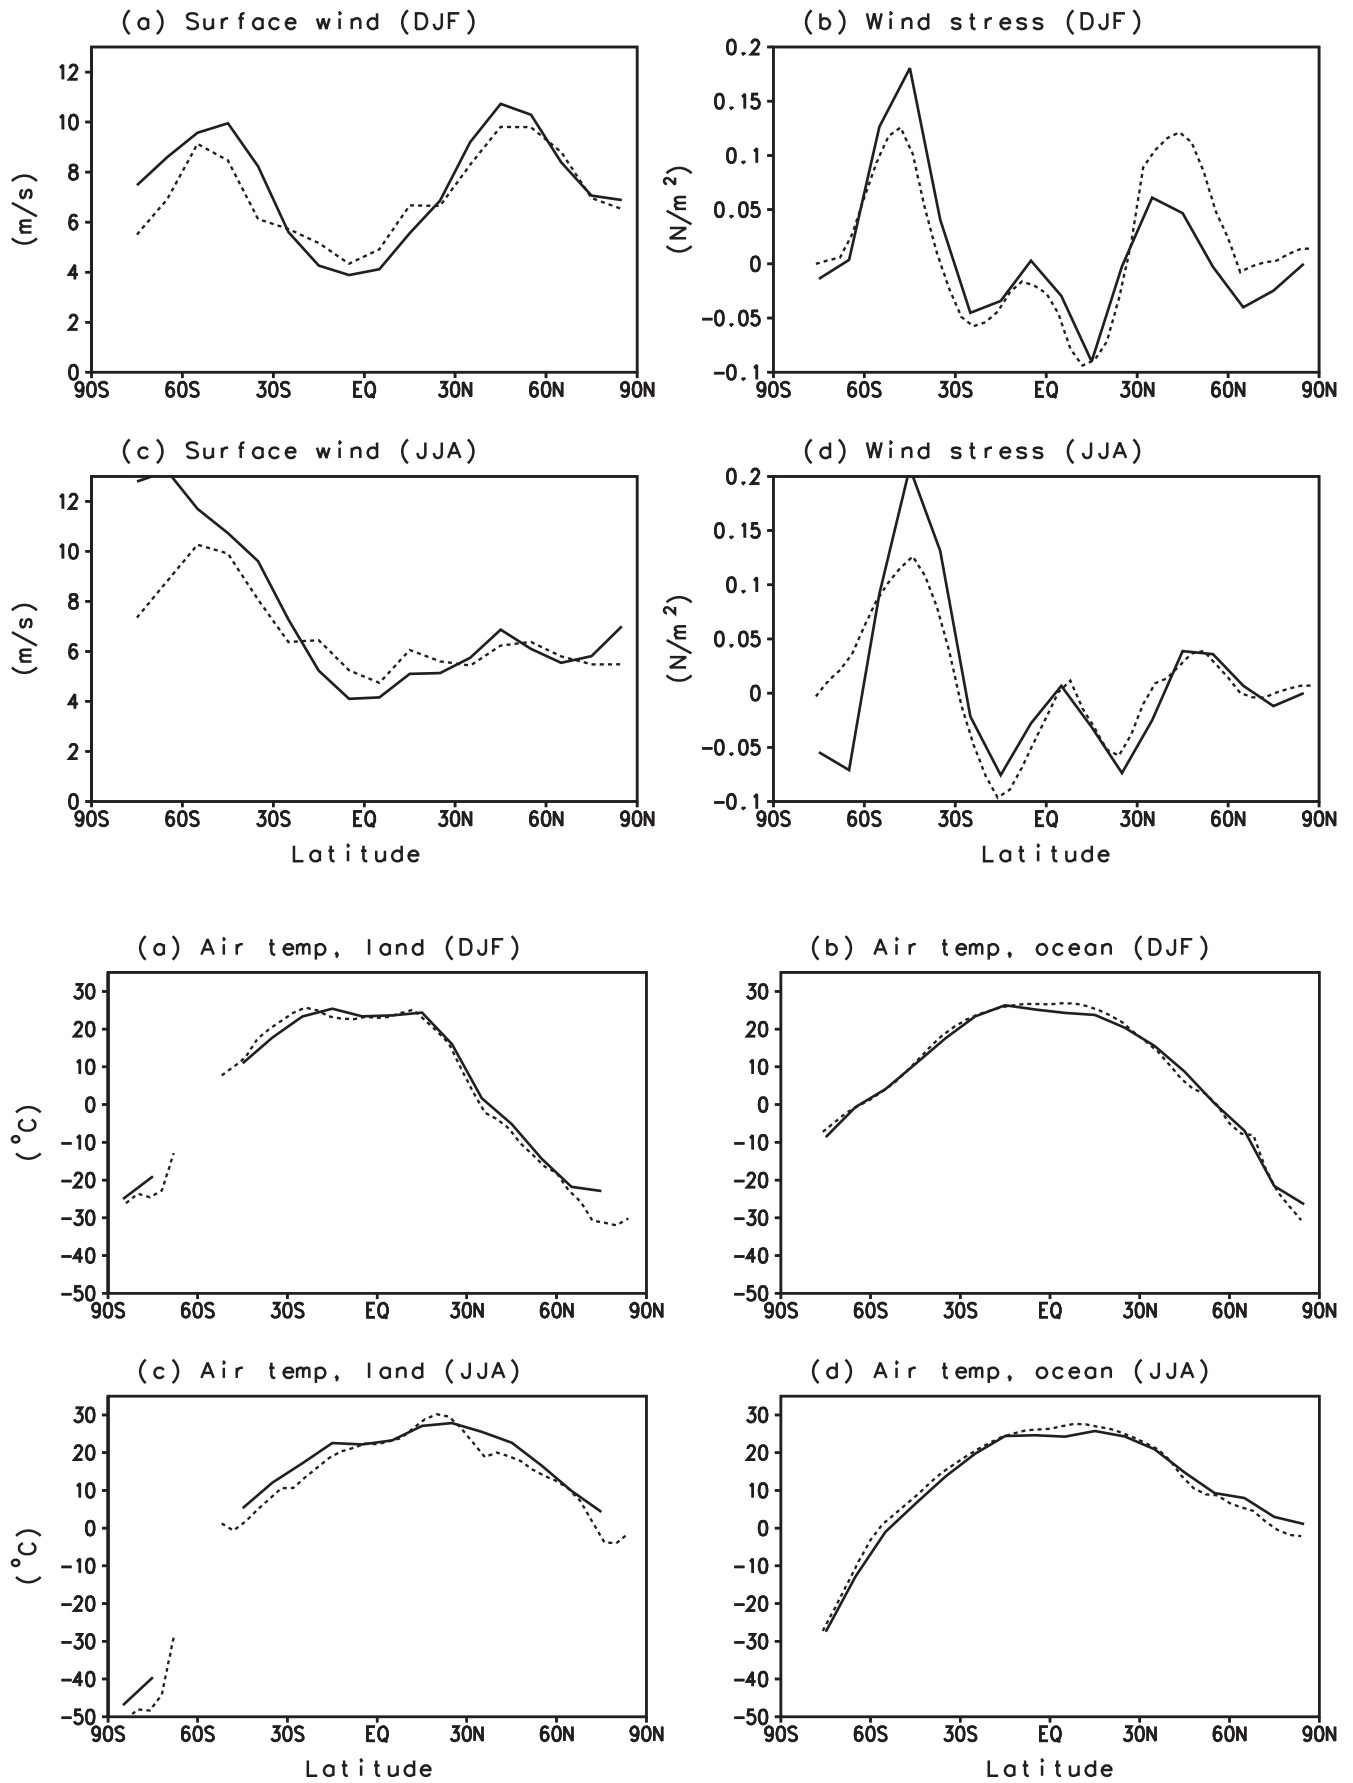 (a) Surface wind (DJF)
(m/s)
12
10
8
6
4
2
0
90S 60S 30S EQ 30N 60N 90N
(b) Wind stress (DJF)
(N/m²)
0.2
0.15
0.1
0.05
0
-0.05
-0.1
90S 60S 30S EQ 30N 60N 90N
(c) Surface wind (JJA)
(m/s)
12
10
8
6
4
2
0
90S 60S 30S EQ 30N 60N 90N
Latitude
(d) Wind stress (JJA)
(N/m²)
0.2
0.15
0.1
0.05
0
-0.05
-0.1
90S 60S 30S EQ 30N 60N 90N
Latitude
(a) Air temp, land (DJF)
(°C)
30
20
10
0
-10
-20
-30
-40
-50
90S 60S 30S EQ 30N 60N 90N
(b) Air temp, ocean (DJF)
30
20
10
0
-10
-20
-30
-40
-50
90S 60S 30S EQ 30N 60N 90N
(c) Air temp, land (JJA)
(°C)
30
20
10
0
-10
-20
-30
-40
-50
90S 60S 30S EQ 30N 60N 90N
Latitude
(d) Air temp, ocean (JJA)
30
20
10
0
-10
-20
-30
-40
-50
90S 60S 30S EQ 30N 60N 90N
Latitude